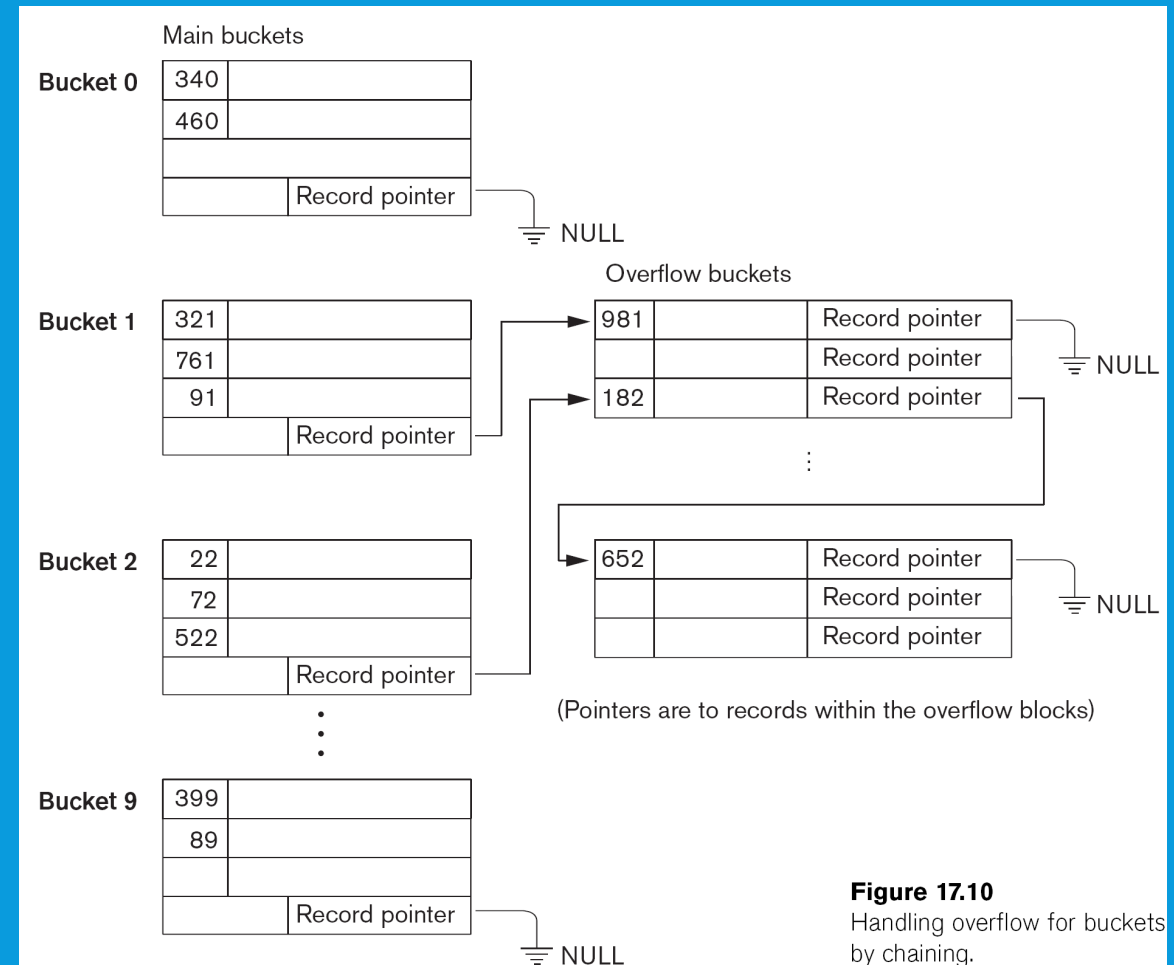 Main buckets
Bucket 0
340
460
Record pointer
NULL
Overflow buckets
Bucket 1
321
761
91
Record pointer
981 Record pointer
NULL
Record pointer
182 Record pointer
Bucket 2
22
72
522
Record pointer
652 Record pointer
NULL
Record pointer
Record pointer
(Pointers are to records within the overflow blocks)
Bucket 9
399
89
Record pointer
NULL
Figure 17.10
Handling overflow for buckets
by chaining.